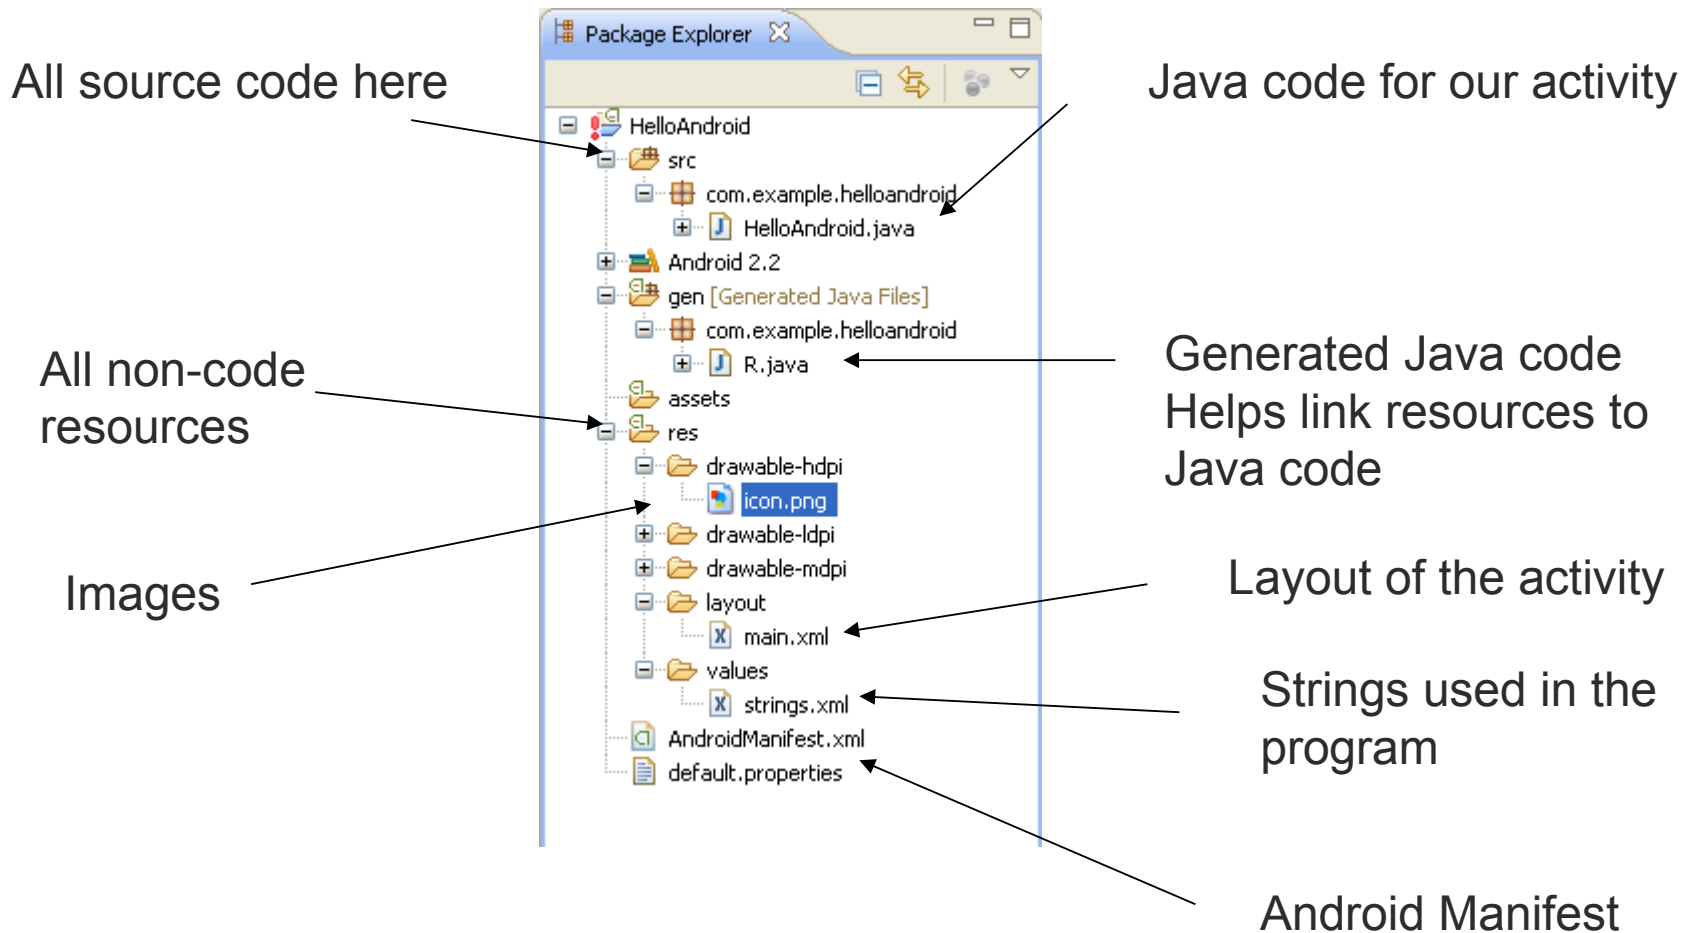 Package Explorer
All source code here
Java code for our activity
HelloAndroid
src
com.example.helloandroid
HelloAndroid.java
Android 2.2
gen [Generated Java Files]
com.example.helloandroid
R.java
All non-code
resources
Generated Java code
Helps link resources to
Java code
assets
res
drawable-hdpi
icon.png
drawable-ldpi
drawable-mdpi
Images
Layout of the activity
layout
main.xml
values
strings.xml
Strings used in the
program
AndroidManifest.xml
default.properties
Android Manifest